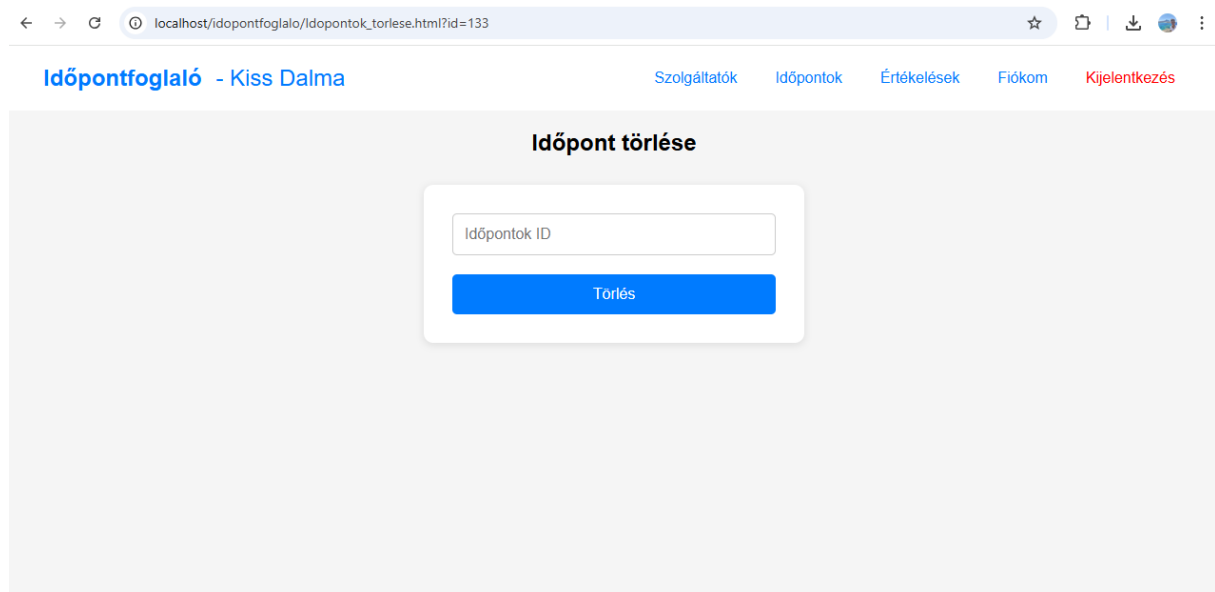 localhost/idopontfoglalo/Idopontok_torlese.html?id=133
Időpontfoglaló - Kiss Dalma Szolgáltatók Időpontok Értékelések Fiókom Kijelentkezés
Időpont törlése
Időpontok ID
Törlés